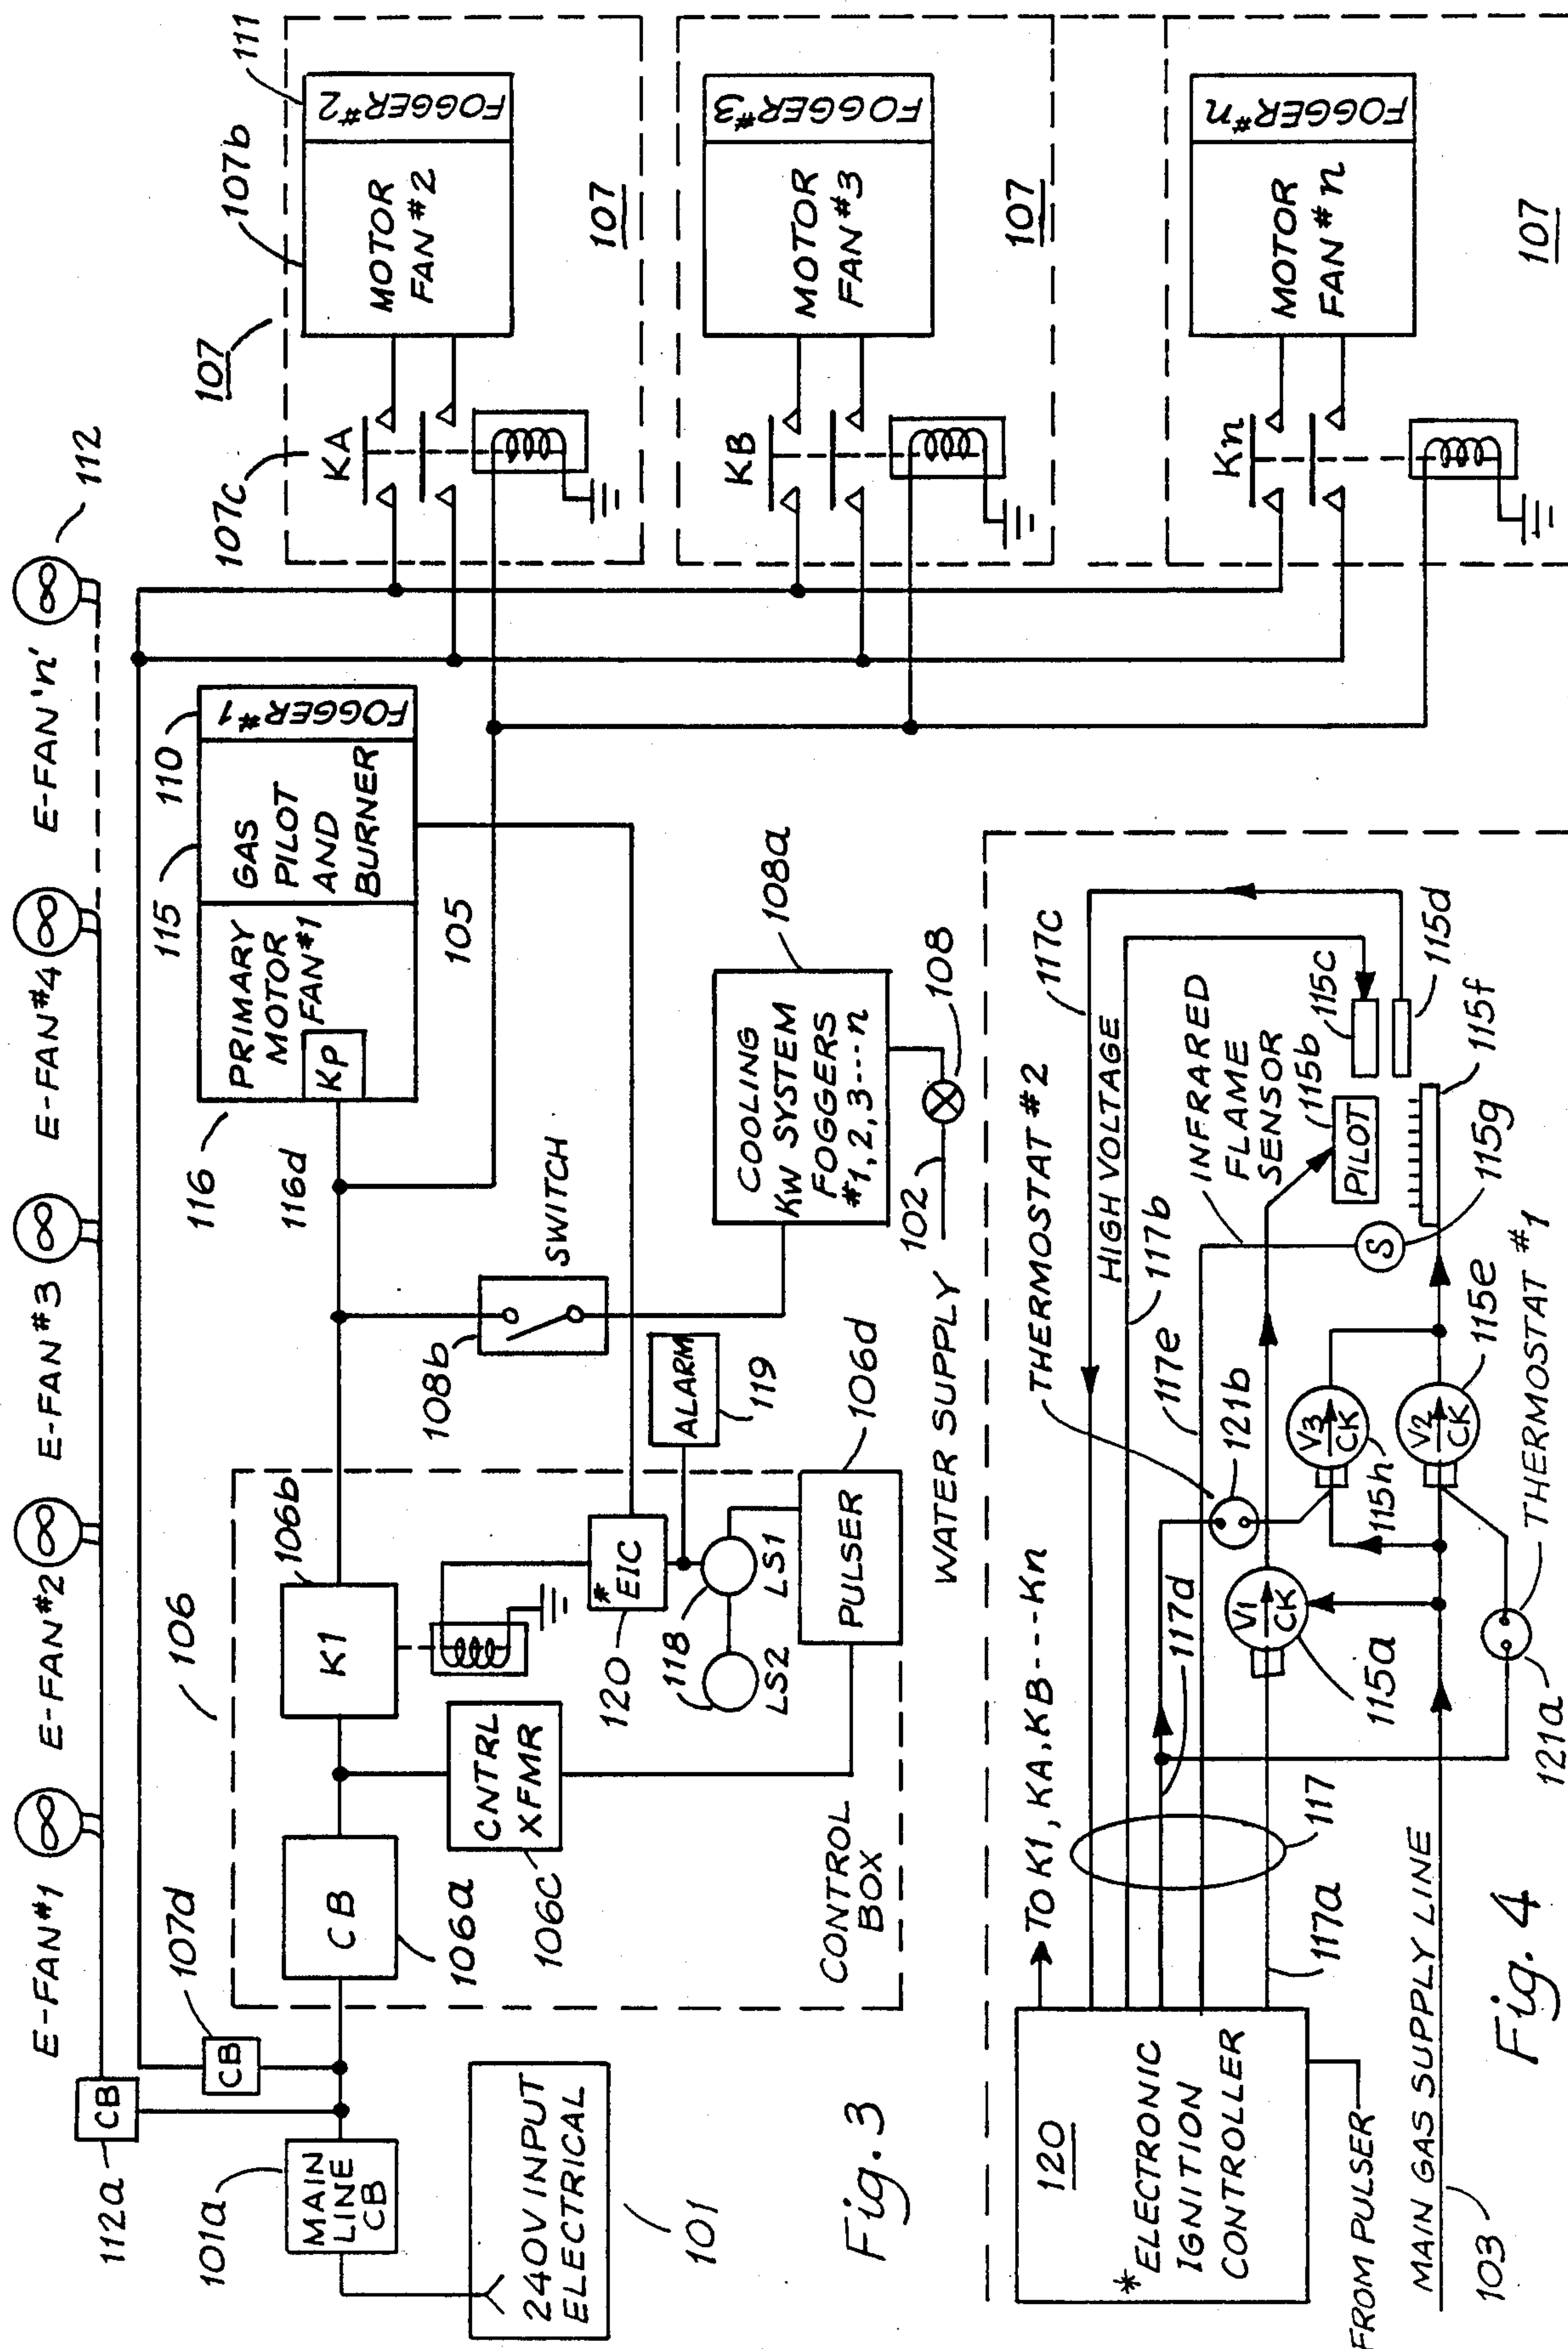 E-FAN#1
E-FAN#2
E-FAN#3
E-FAN#4
E-FAN'n'
112
112a
CB
107d
CB
101a
MAIN
LINE
CB
240V INPUT
ELECTRICAL
101
106
CB
106a
K1
106b
CNTRL
XFMR
106C
*
EIC
120
118
LS2
LS1
PULSER
106d
CONTROL
BOX
ALARM
119
108b
SWITCH
116
116d
PRIMARY
MOTOR
FAN#1
KP
115
GAS
PILOT
AND
BURNER
110
FOGGER#1
105
COOLING
KW SYSTEM
FOGGERS
#1,2,3---n
108a
108
102
WATER SUPPLY
107
107c
KA
107b
MOTOR
FAN#2
111
FOGGER#2
107
KB
MOTOR
FAN#3
FOGGER#3
107
Kn
MOTOR
FAN#n
FOGGER#n
107
Fig. 3
120
*ELECTRONIC
IGNITION
CONTROLLER
FROM PULSER
TO K1, KA, KB---Kn
117
117a
117d
117e
117b
117c
HIGH VOLTAGE
THERMOSTAT #2
121b
INFRARED
FLAME
SENSOR
115b
PILOT
115c
115d
115f
115g
S
V1
CK
115a
V3
CK
115h
V2
CK
115e
THERMOSTAT #1
121a
MAIN GAS SUPPLY LINE
103
Fig. 4